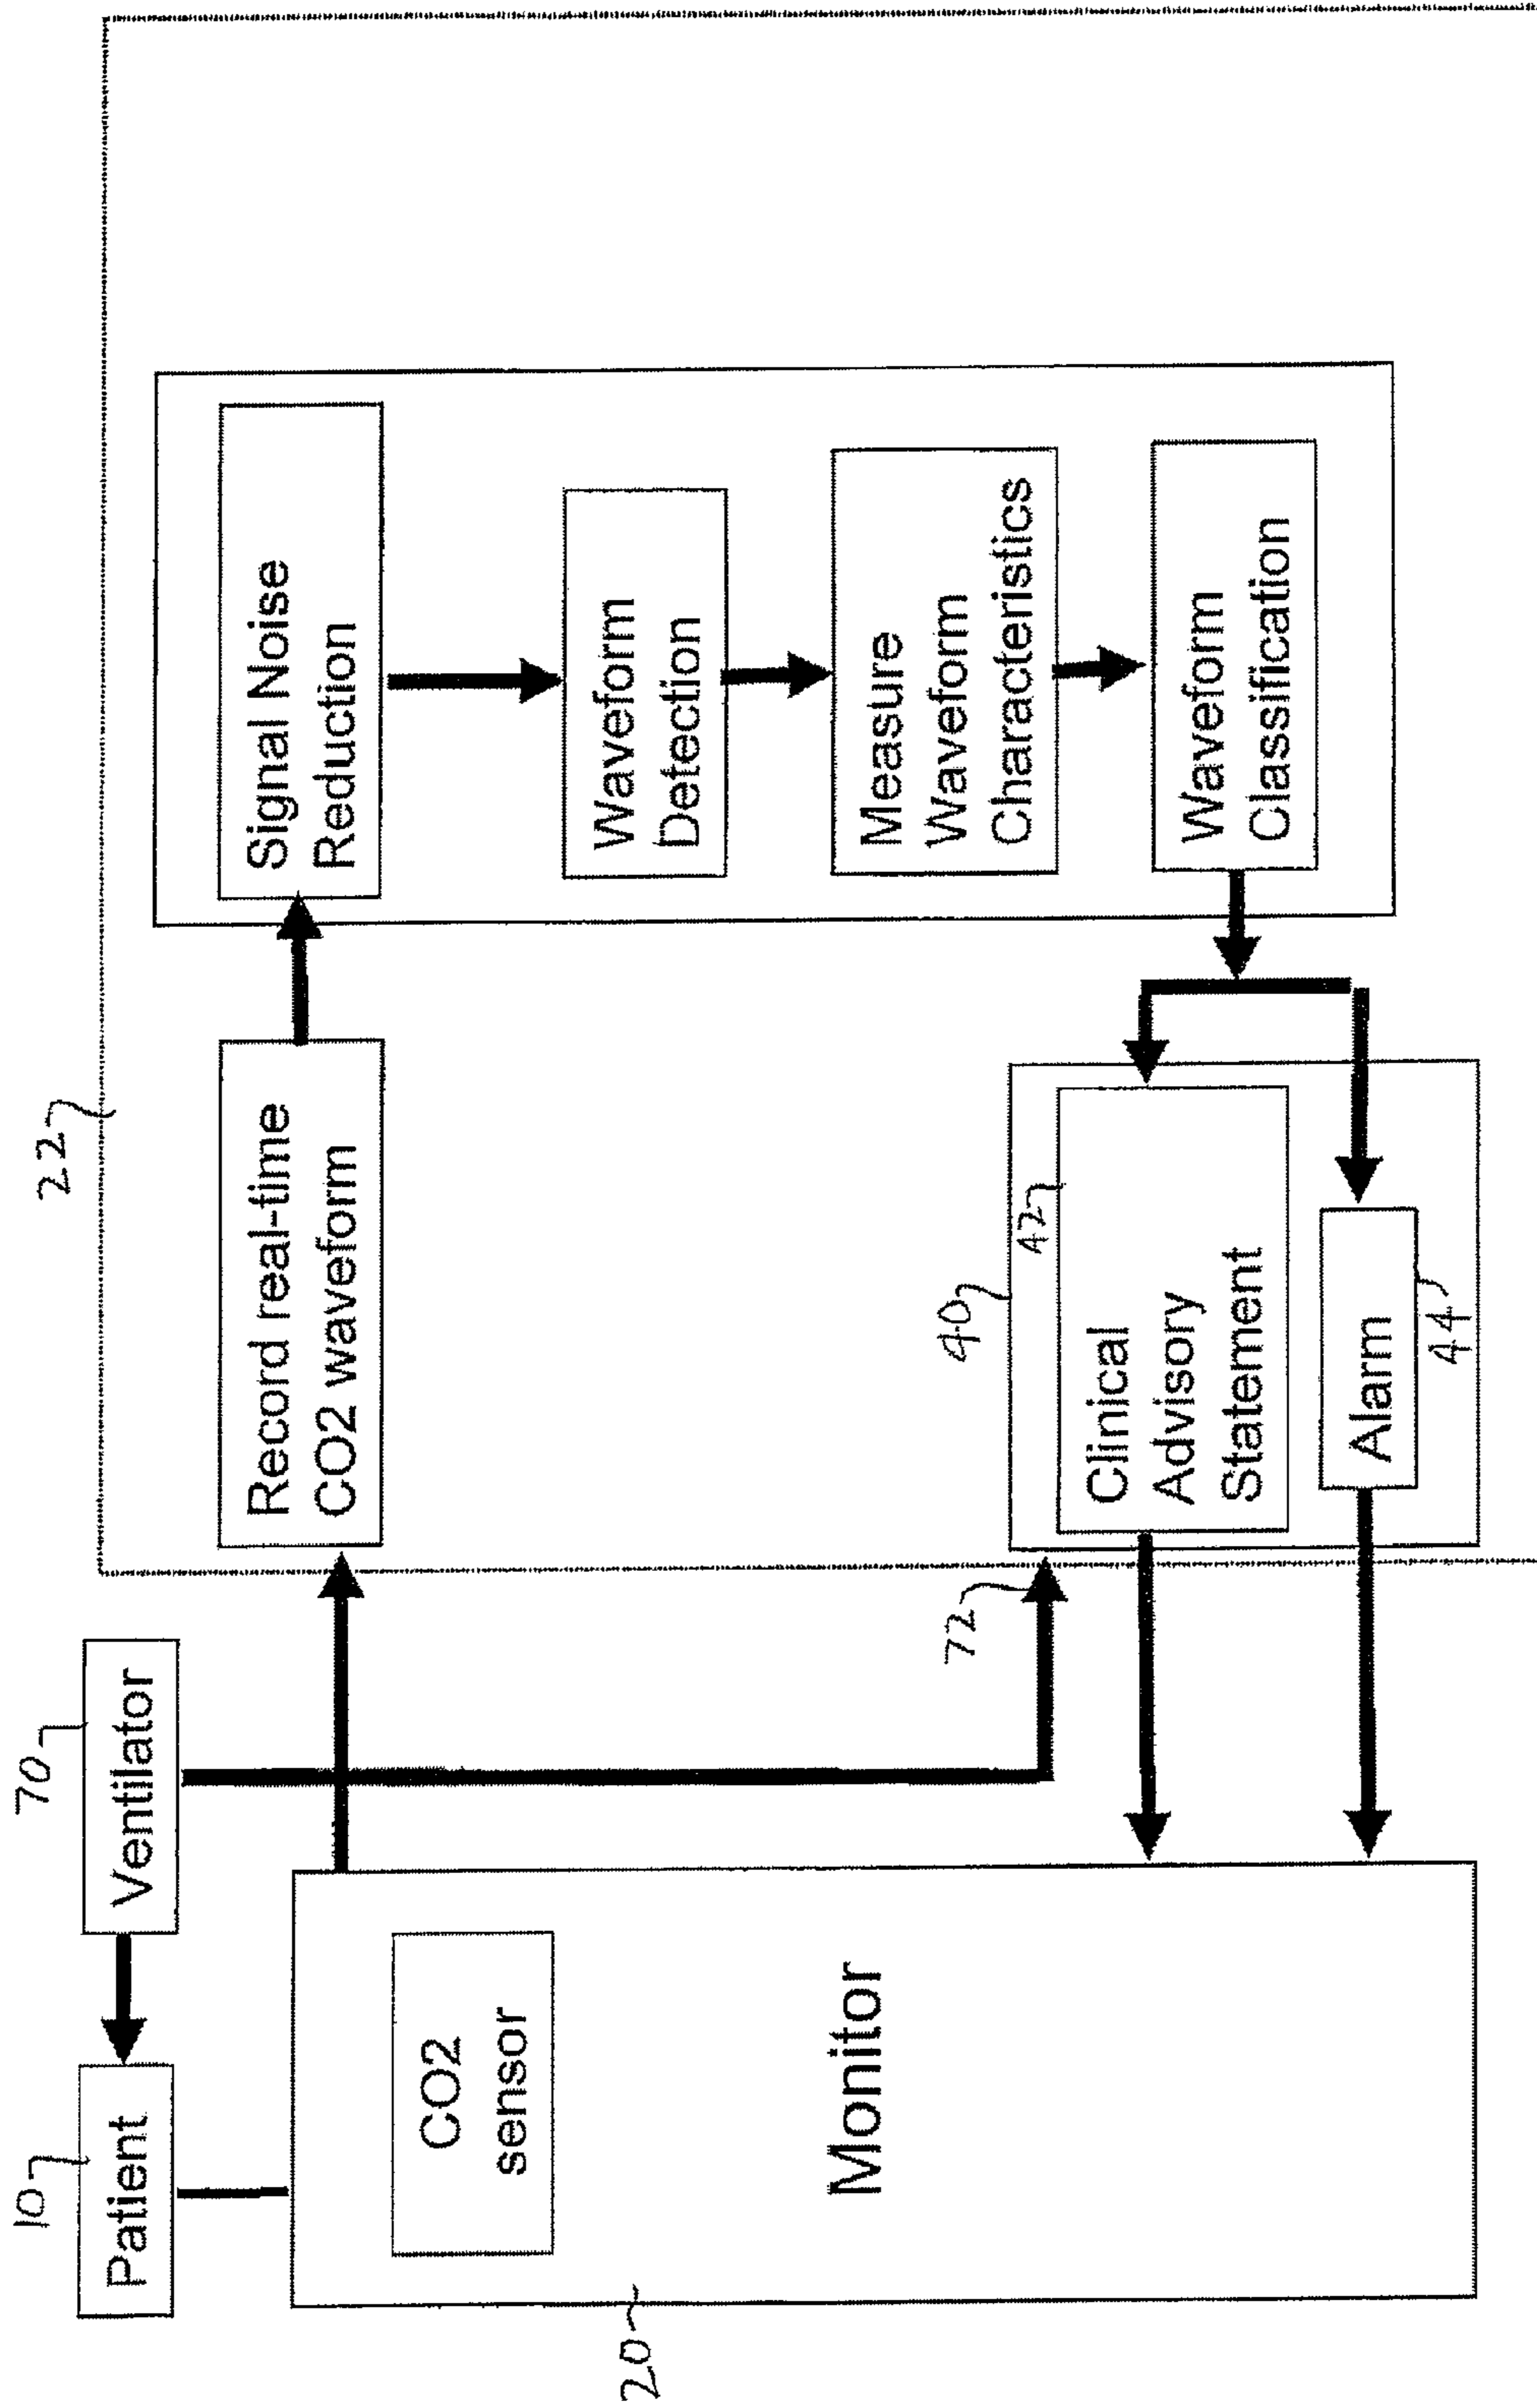 10
Patient
70
Ventilator
22
20
CO2
sensor
Monitor
Record real-time
CO2 waveform
Signal Noise
Reduction
Waveform
Detection
Measure
Waveform
Characteristics
Waveform
Classification
72
40
42
Clinical
Advisory
Statement
Alarm
44